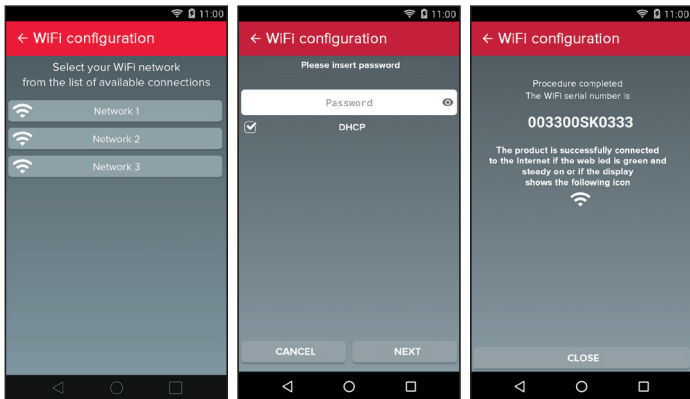 11:00
← WiFi configuration
Select your WiFi network
from the list of available connections
Network 1
Network 2
Network 3
11:00
← WiFi configuration
Please insert password
Password
DHCP
CANCEL NEXT
11:00
← WiFi configuration
Procedure completed
The WiFi serial number is
003300SK0333
The product is successfully connected
to the Internet if the web led is green and
steady on or if the display
shows the following icon
CLOSE